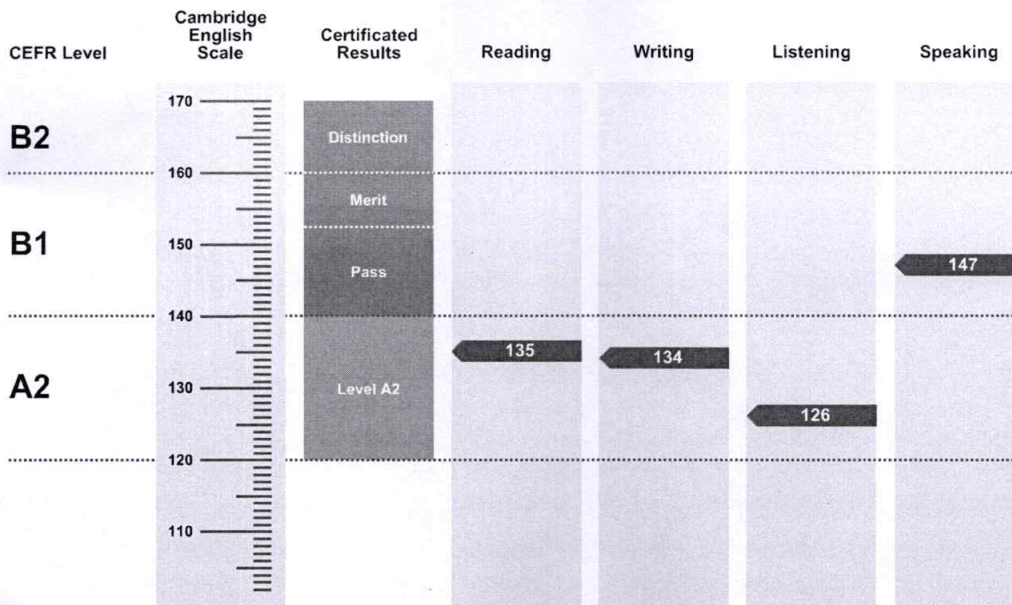 CEFR Level
Cambridge
English
Scale
Certificated
Results
Reading
Writing
Listening
Speaking
170
B2
Distinction
160
Merit
B1
150
Pass
147
140
135
134
A2
130
Level A2
126
120
110